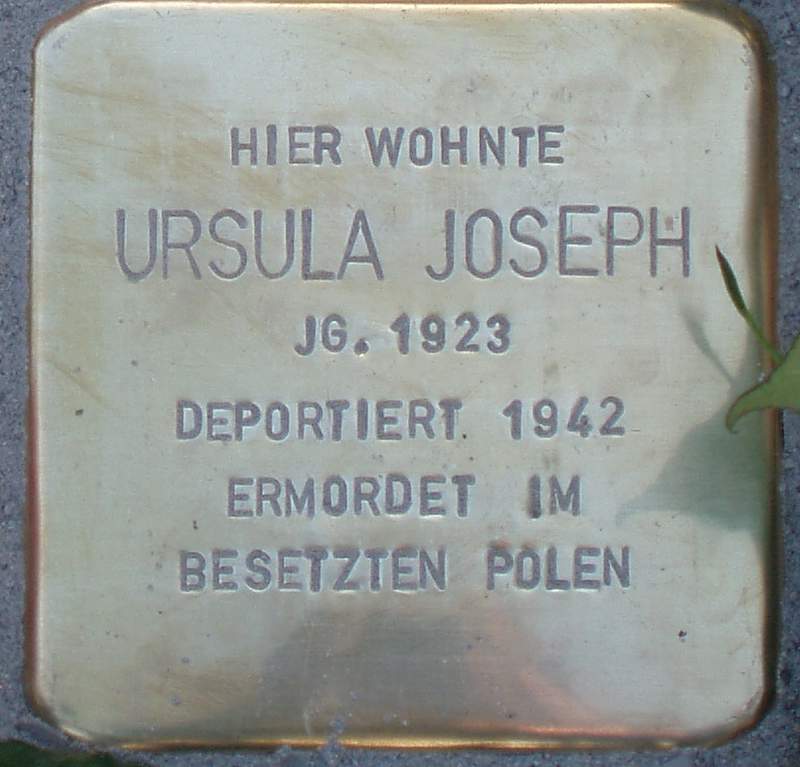 HIER WOHNTE
URSULA JOSEPH
JG. 1923
DEPORTIERT 1942
ERMORDET IM
BESETZTEN POLEN